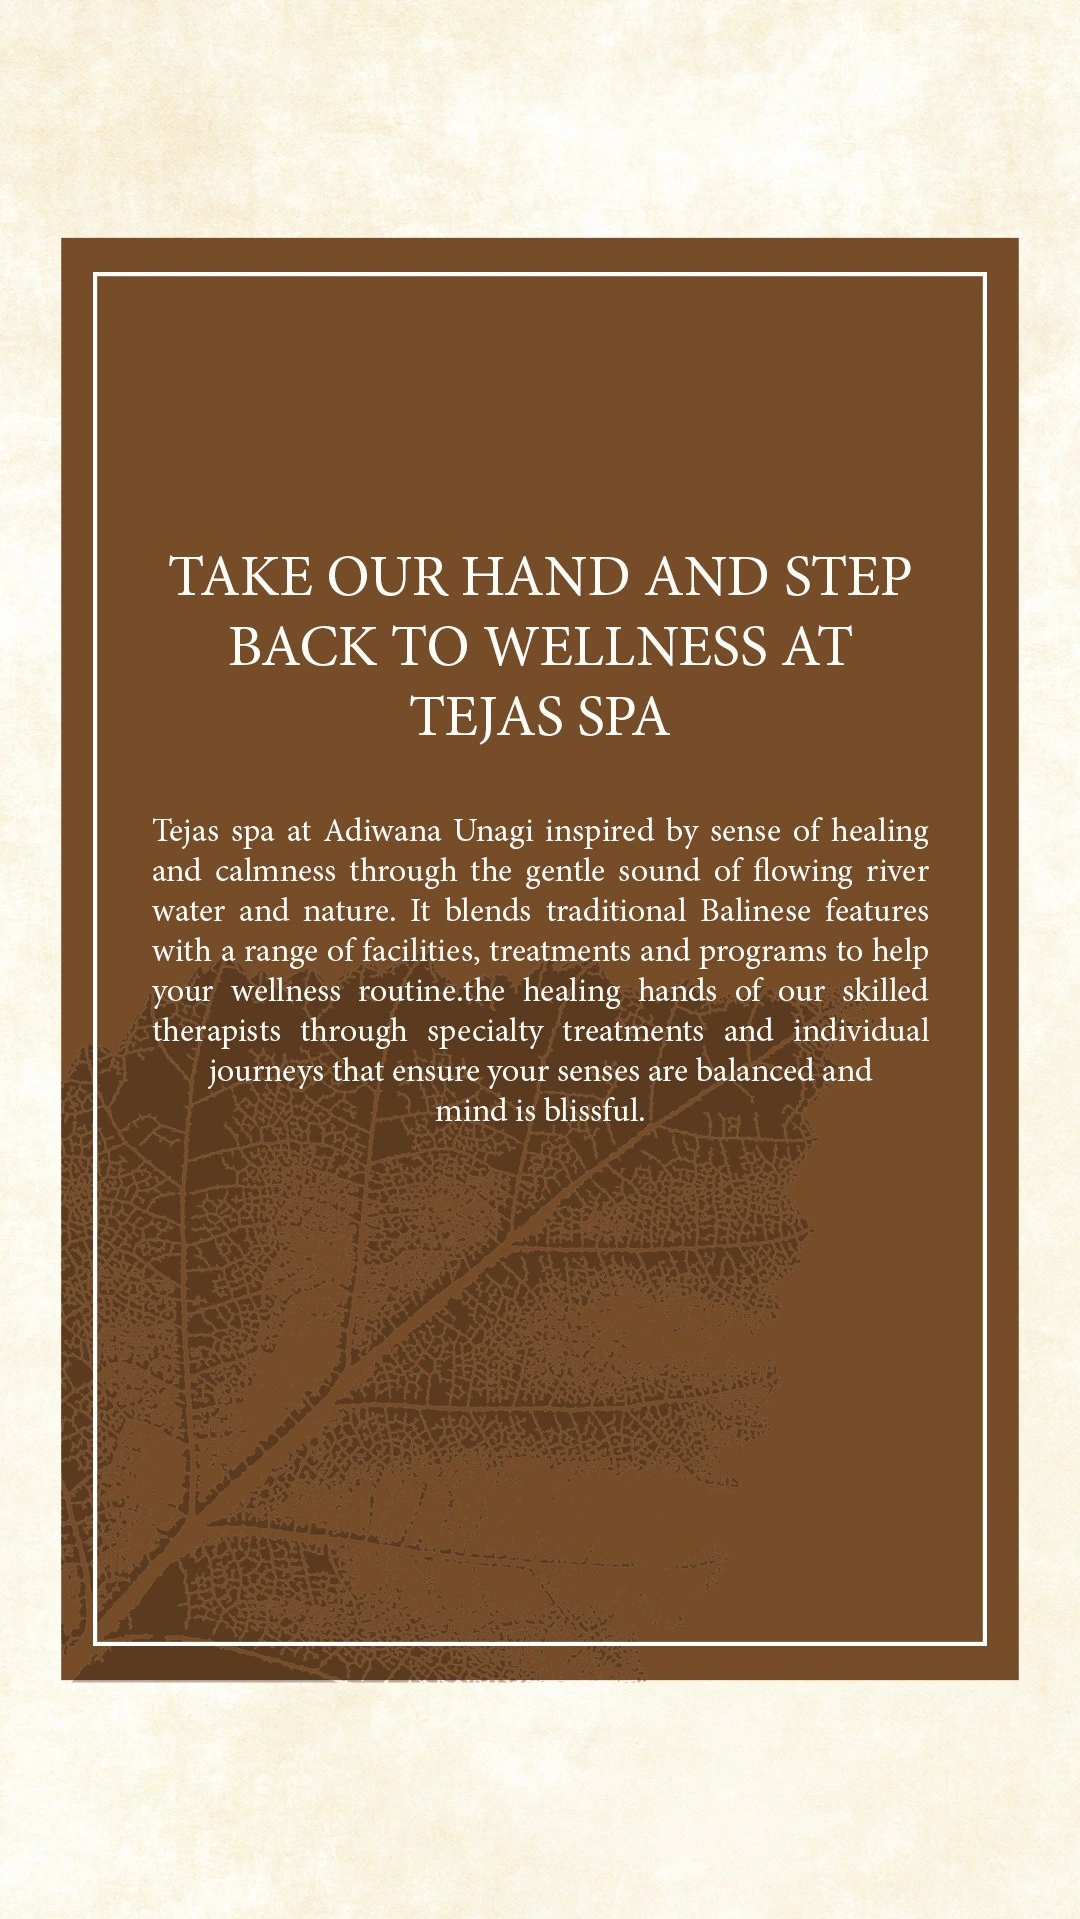 TAKE OUR HAND AND STEP
BACK TO WELLNESS AT
TEJAS SPA
Tejas spa at Adiwana Unagi inspired by sense of healing
and calmness through the gentle sound of flowing river
water and nature. It blends traditional Balinese features
with a range of facilities, treatments and programs to help
your wellness routine.the healing hands of our skilled
therapists through specialty treatments and individual
journeys that ensure your senses are balanced and
mind is blissful.